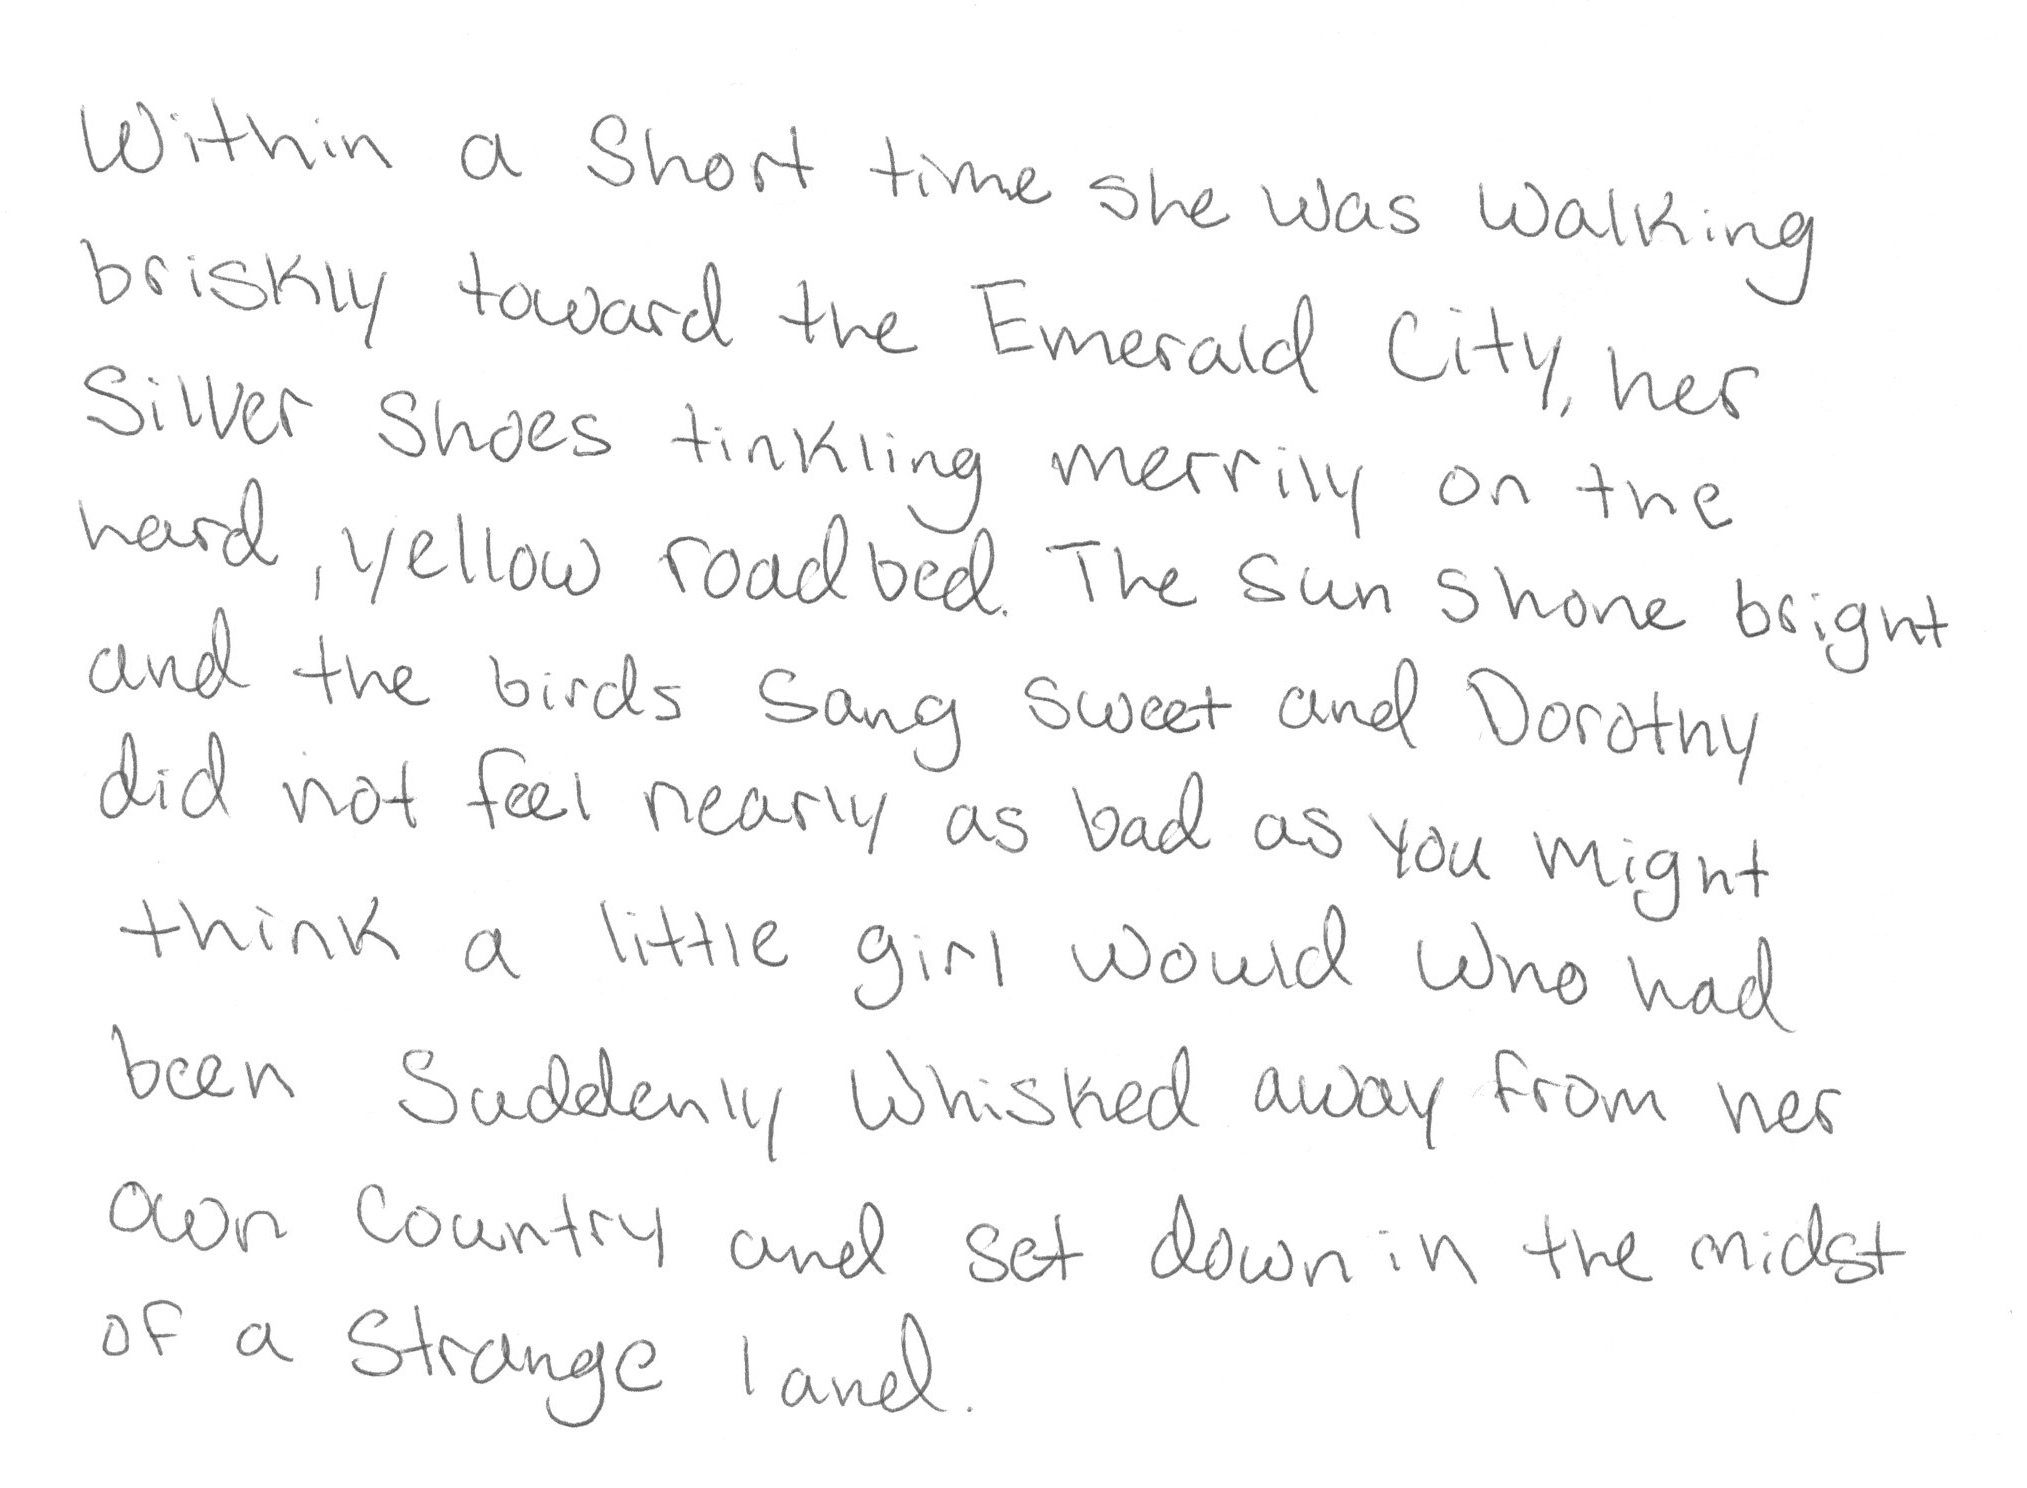 Within a short time she was walking
briskly toward the Emerald City, her
Silver Shoes tinkling merrily on the
hard, yellow roadbed. The sun shone bright
and the birds sang sweet and Dorothy
did not feel nearly as bad as you might
think a little girl would who had
been suddenly whisked away from her
own country and set down in the midst
of a strange land.